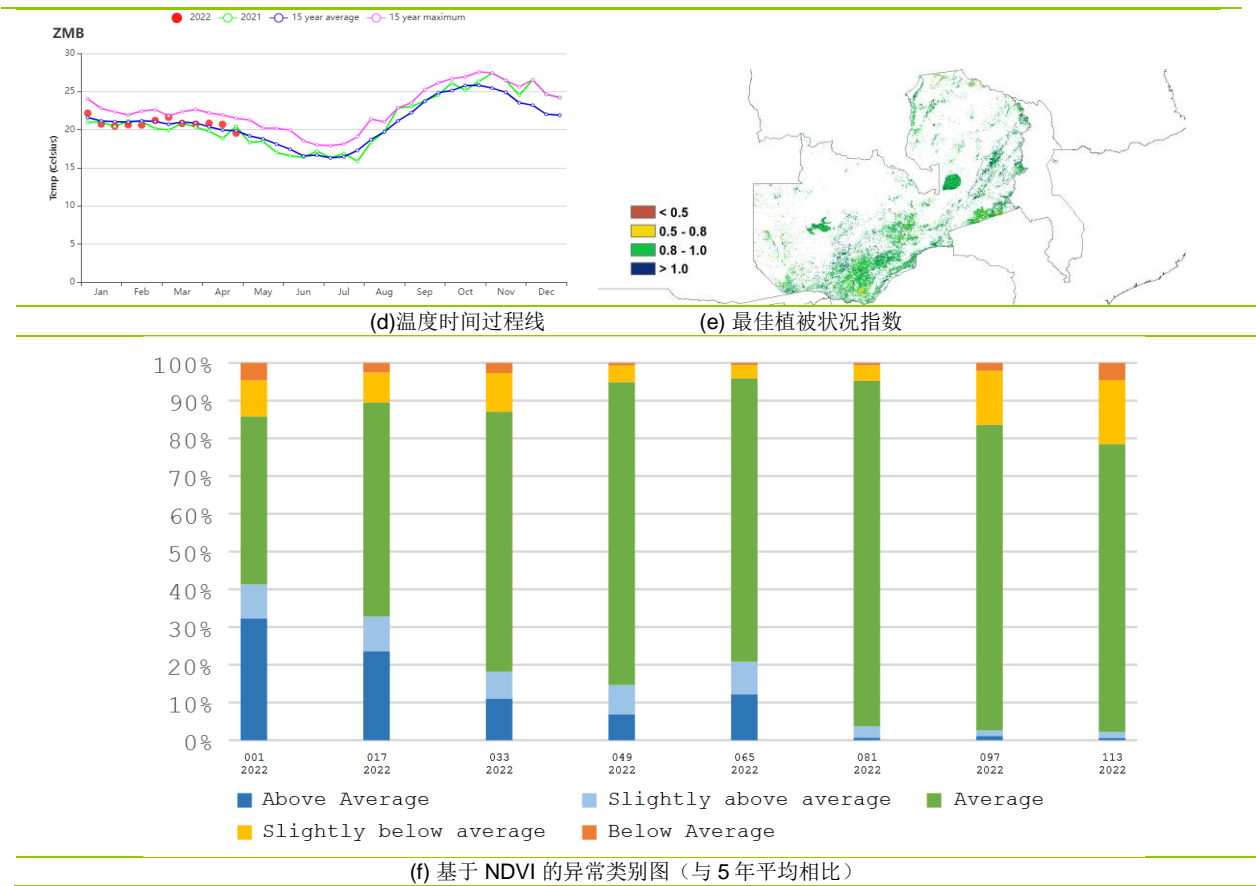 2022 2021 15 year average 15 year maximum
ZMB
Temp (Celsius)
30
25
20
15
10
5
0
Jan Feb Mar Apr May Jun Jul Aug Sep Oct Nov Dec
< 0.5
0.5 - 0.8
0.8 - 1.0
> 1.0
(d)温度时间过程线
(e) 最佳植被状况指数
100%
90%
80%
70%
60%
50%
40%
30%
20%
10%
0%
001 017 033 049 065 081 097 113
2022 2022 2022 2022 2022 2022 2022 2022
Above Average Slightly above average Average
Slightly below average Below Average
(f) 基于 NDVI 的异常类别图（与 5 年平均相比）